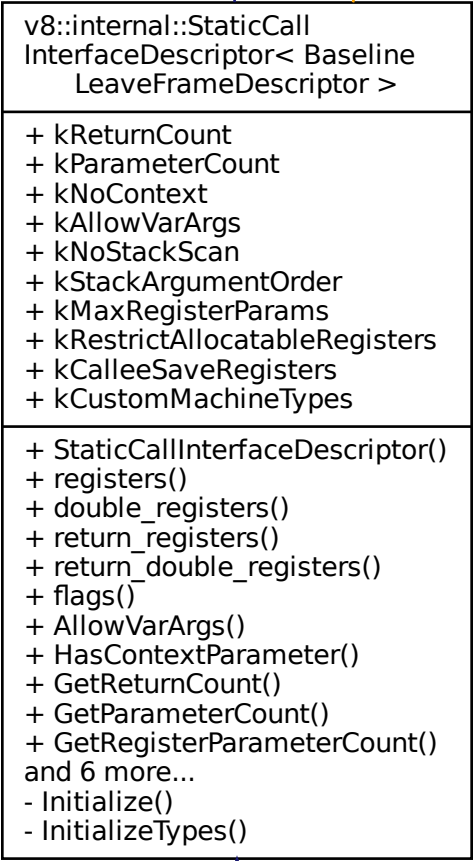 v8::internal::StaticCall
InterfaceDescriptor< Baseline
LeaveFrameDescriptor >
+ kReturnCount
+ kParameterCount
+ kNoContext
+ kAllowVarArgs
+ kNoStackScan
+ kStackArgumentOrder
+ kMaxRegisterParams
+ kRestrictAllocatableRegisters
+ kCalleeSaveRegisters
+ kCustomMachineTypes
+ StaticCallInterfaceDescriptor()
+ registers()
+ double_registers()
+ return_registers()
+ return_double_registers()
+ flags()
+ AllowVarArgs()
+ HasContextParameter()
+ GetReturnCount()
+ GetParameterCount()
+ GetRegisterParameterCount()
and 6 more...
- Initialize()
- InitializeTypes()